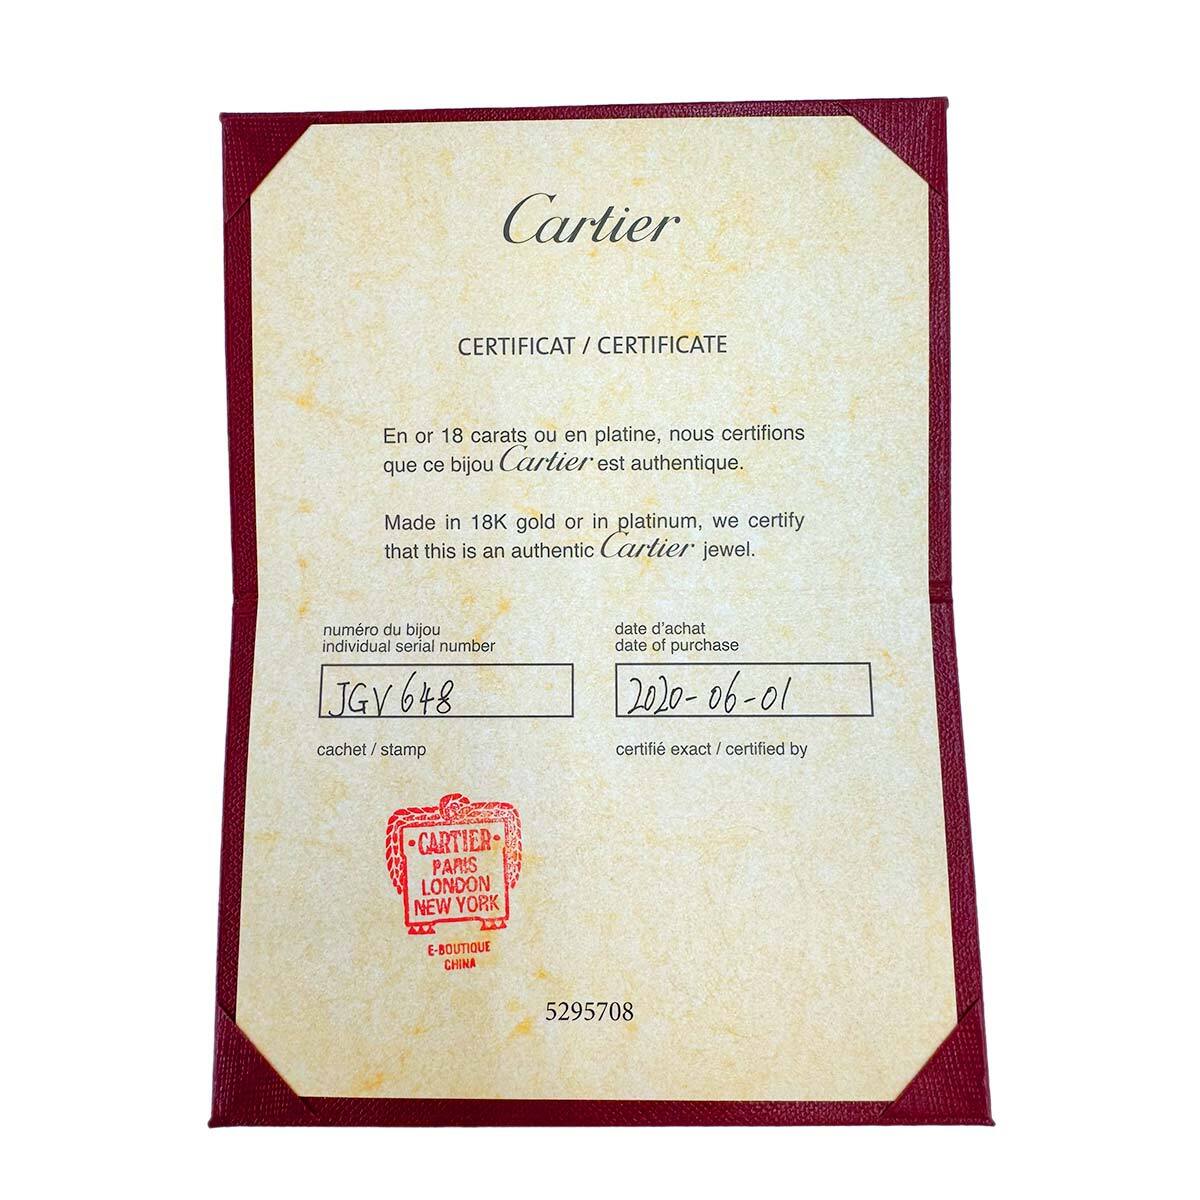 Cartier
CERTIFICAT / CERTIFICATE
En or 18 carats ou en platine, nous certifions
que ce bijou Cartier est authentique.
Made in 18K gold or in platinum, we certify
that this is an authentic Cartier jewel.
numéro du bijou
individual serial number
JGV648
date d'achat
date of purchase
2020-06-01
cachet / stamp
certifié exact / certified by
·CARTIER·
PARIS
LONDON
NEW YORK
E-BOUTIQUE
CHINA
5295708